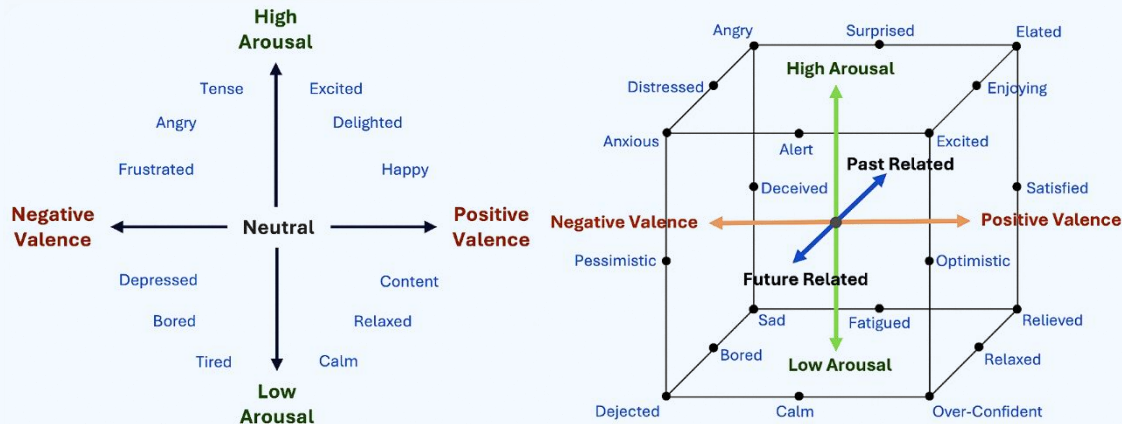 High
Arousal
Tense
Excited
Angry
Delighted
Frustrated
Happy
Negative
Valence
Neutral
Positive
Valence
Depressed
Content
Bored
Relaxed
Tired
Calm
Low
Arousal
Angry
Surprised
Elated
High Arousal
Distressed
Enjoying
Anxious
Alert
Excited
Past Related
Deceived
Satisfied
Negative Valence
Positive Valence
Pessimistic
Optimistic
Future Related
Sad
Fatigued
Relieved
Bored
Relaxed
Low Arousal
Dejected
Calm
Over-Confident